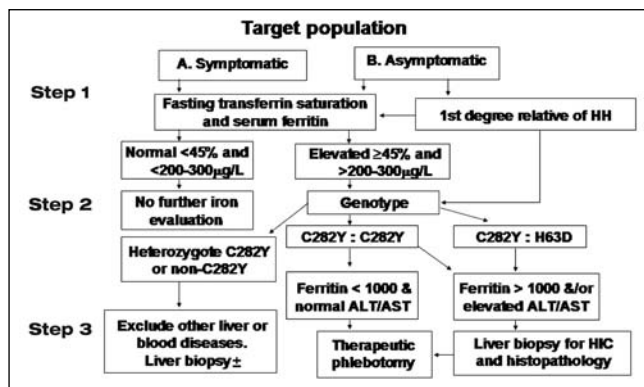 Target population
A. Symptomatic
B. Asymptomatic
Step 1
Fasting transferrin saturation
and serum ferritin
1st degree relative of HH
Normal <45% and
<200-300µg/L
Elevated ≥45% and
>200-300µg/L
Step 2
No further iron
evaluation
Genotype
Heterozygote C282Y
or non-C282Y
C282Y : C282Y
C282Y : H63D
Ferritin < 1000 &
normal ALT/AST
Ferritin > 1000 &/or
elevated ALT/AST
Step 3
Exclude other liver or
blood diseases.
Liver biopsy±
Therapeutic
phlebotomy
Liver biopsy for HIC
and histopathology